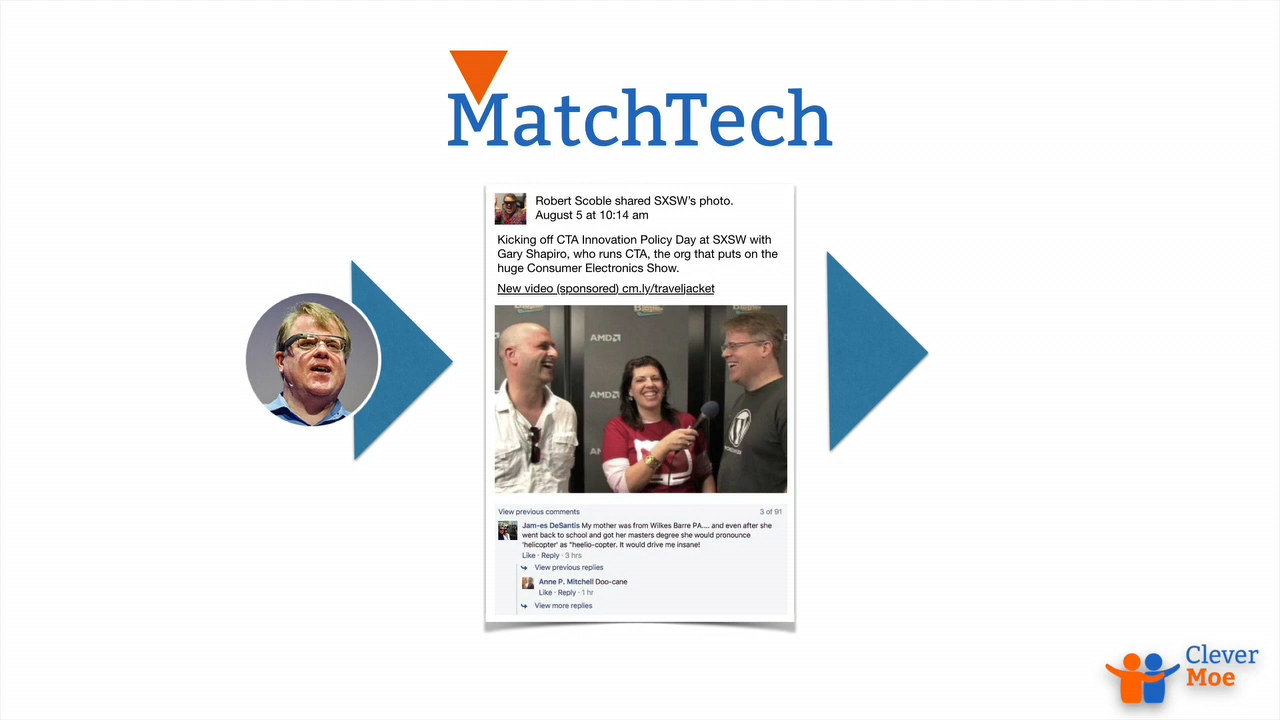 MatchTech
Robert Scoble shared SXSW's photo.
August 5 at 10:14 am
Kicking off CTA Innovation Policy Day at SXSW with
Gary Shapiro, who runs CTA, the org that puts on the
huge Consumer Electronics Show.
New video (sponsored) cm.ly/traveljacket
AMD
AMD
View previous comments
3 of 91
Jam-es DeSantis My mother was from Wilkes Barre PA.... and even after she
went back to school and got her masters degree she would pronounce
'helicopter' as "heelio-copter. It would drive me insane!
Like · Reply · 3 hrs
View previous replies
Anne P. Mitchell Doo-cane
Like · Reply · 1 hr
View more replies
Clever
Moe